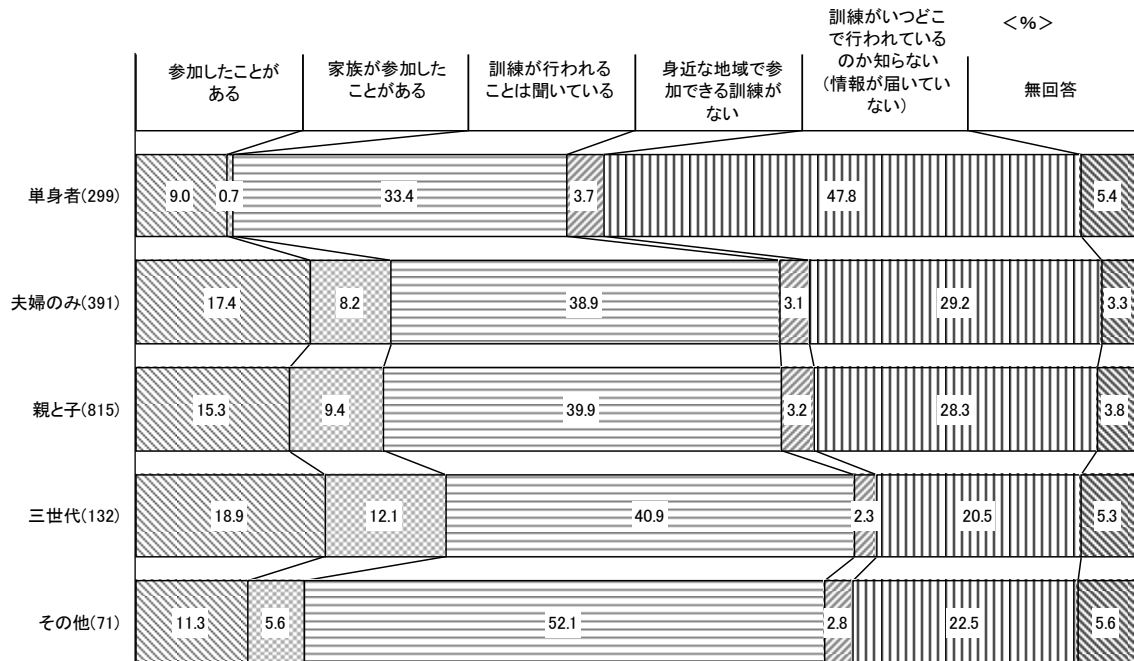 <%>
参加したことが
ある
家族が参加した
ことがある
訓練が行われる
ことは聞いている
身近な地域で参
加できる訓練が
ない
訓練がいつどこ
で行われている
のか知らない
(情報が届いてい
ない)
無回答
単身者(299) 9.0 0.7 33.4 3.7 47.8 5.4
夫婦のみ(391) 17.4 8.2 38.9 3.1 29.2 3.3
親と子(815) 15.3 9.4 39.9 3.2 28.3 3.8
三世代(132) 18.9 12.1 40.9 2.3 20.5 5.3
その他(71) 11.3 5.6 52.1 2.8 22.5 5.6